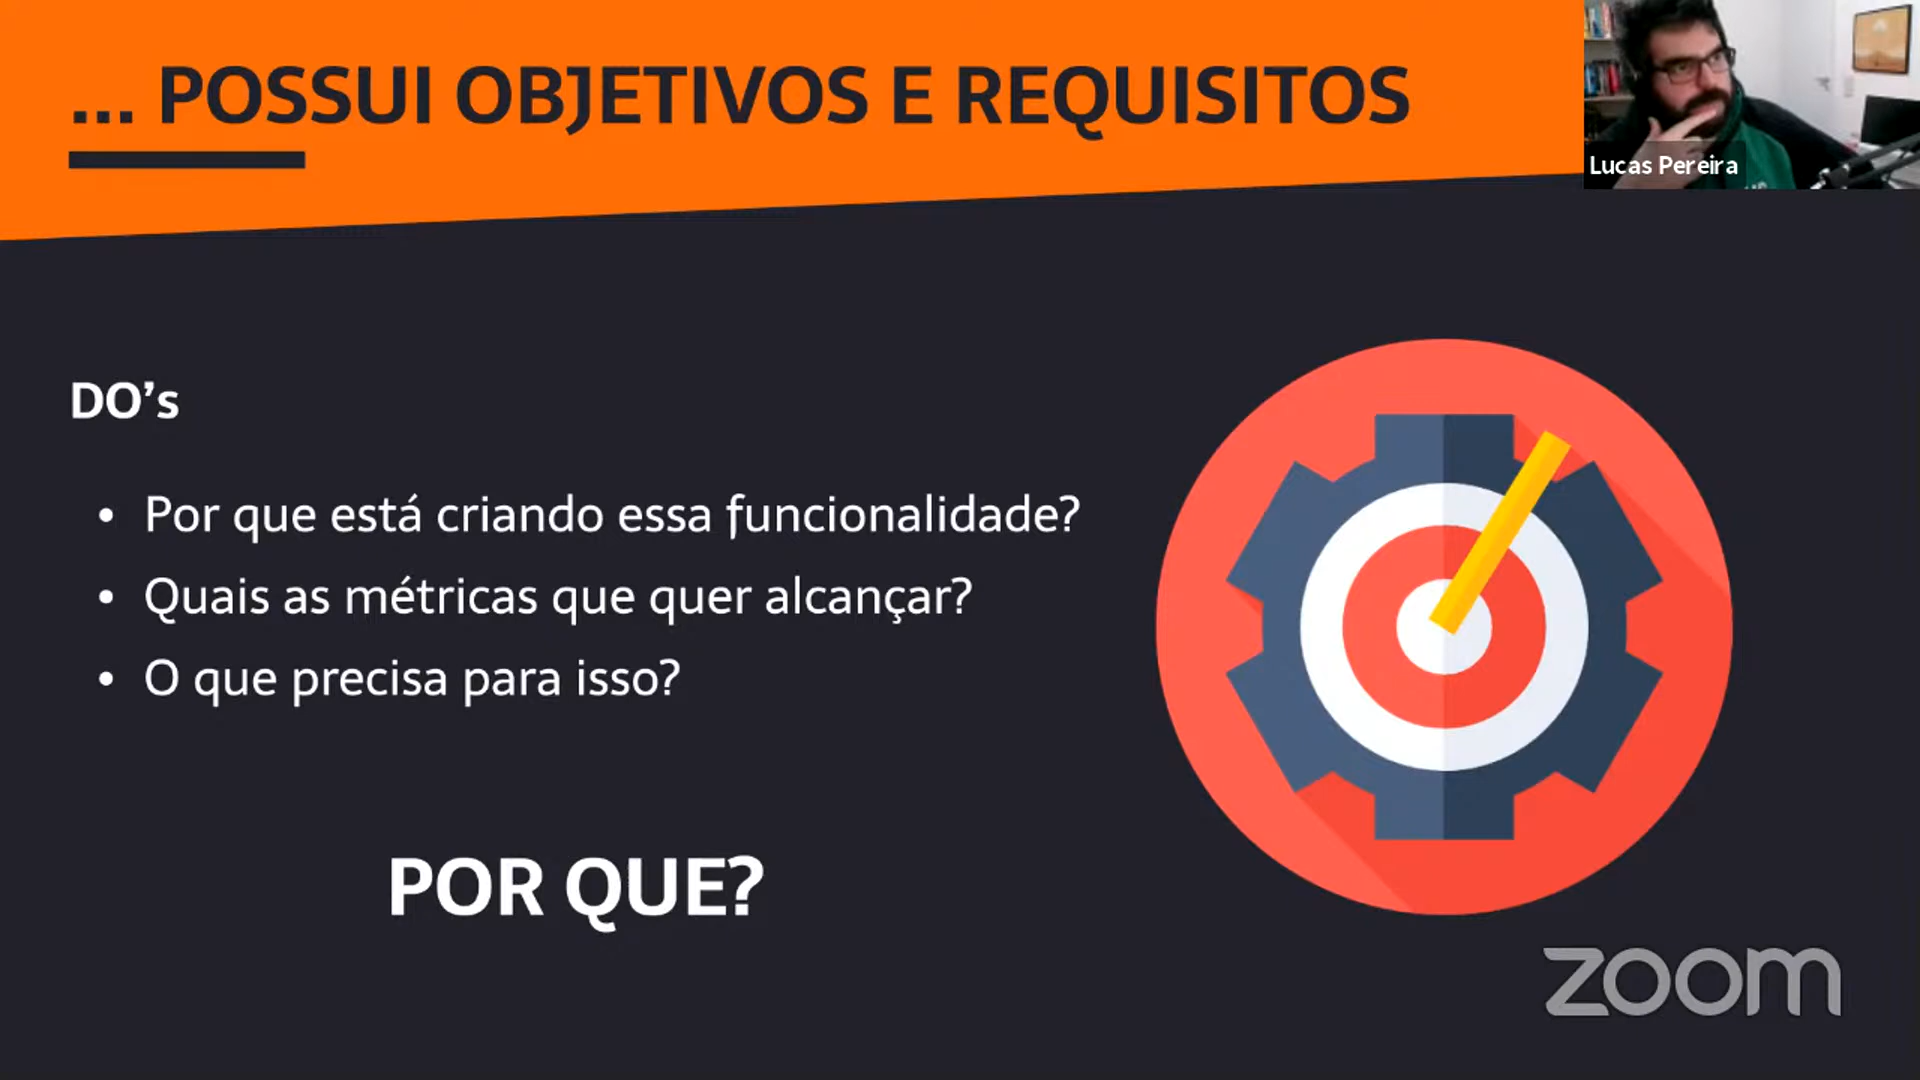 ... POSSUI OBJETIVOS E REQUISITOS
Lucas Pereira
DO’s
• Por que está criando essa funcionalidade?
• Quais as métricas que quer alcançar?
• O que precisa para isso?
POR QUE?
zoom